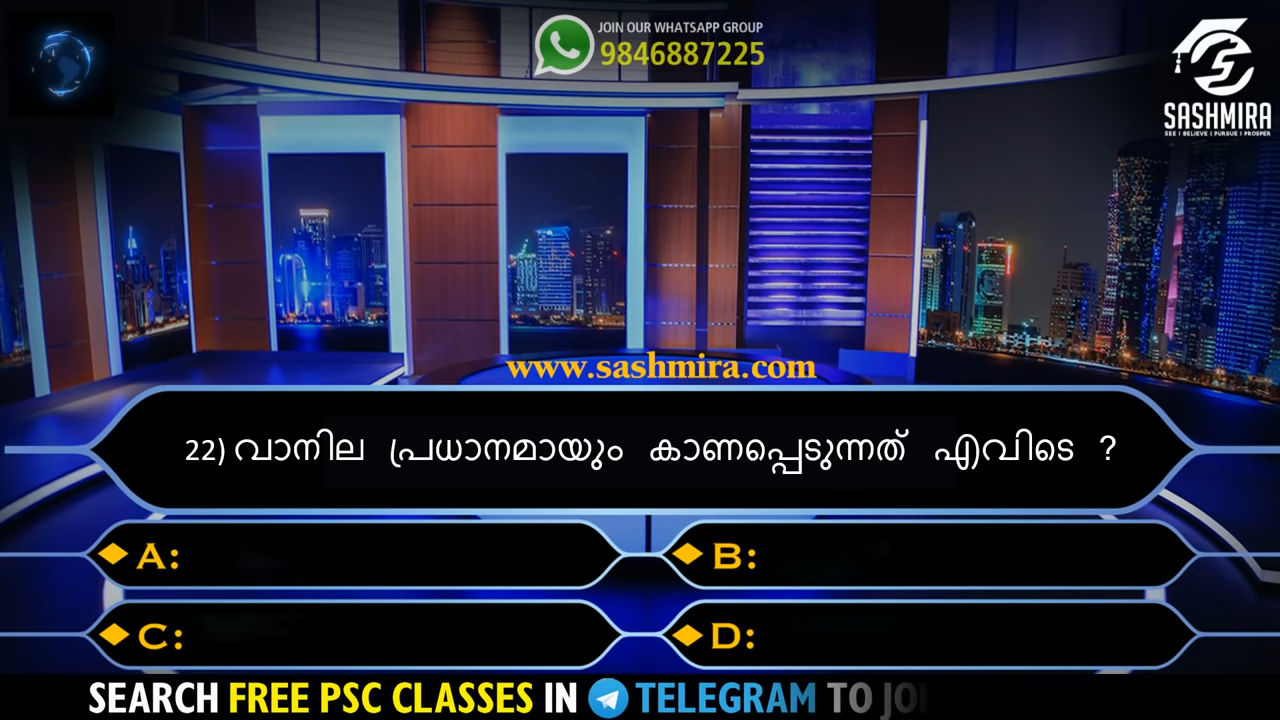 JOIN OUR WHATSAPP GROUP
9846887225
SASHMIRA
SEE I BELIEVE I PURSUE I PROSPER
www.sashmira.com
22) വാനില പ്രധാനമായും കാണപ്പെടുന്നത് എവിടെ ?
A:
B:
C:
D:
SEARCH FREE PSC CLASSES IN TELEGRAM TO JOI